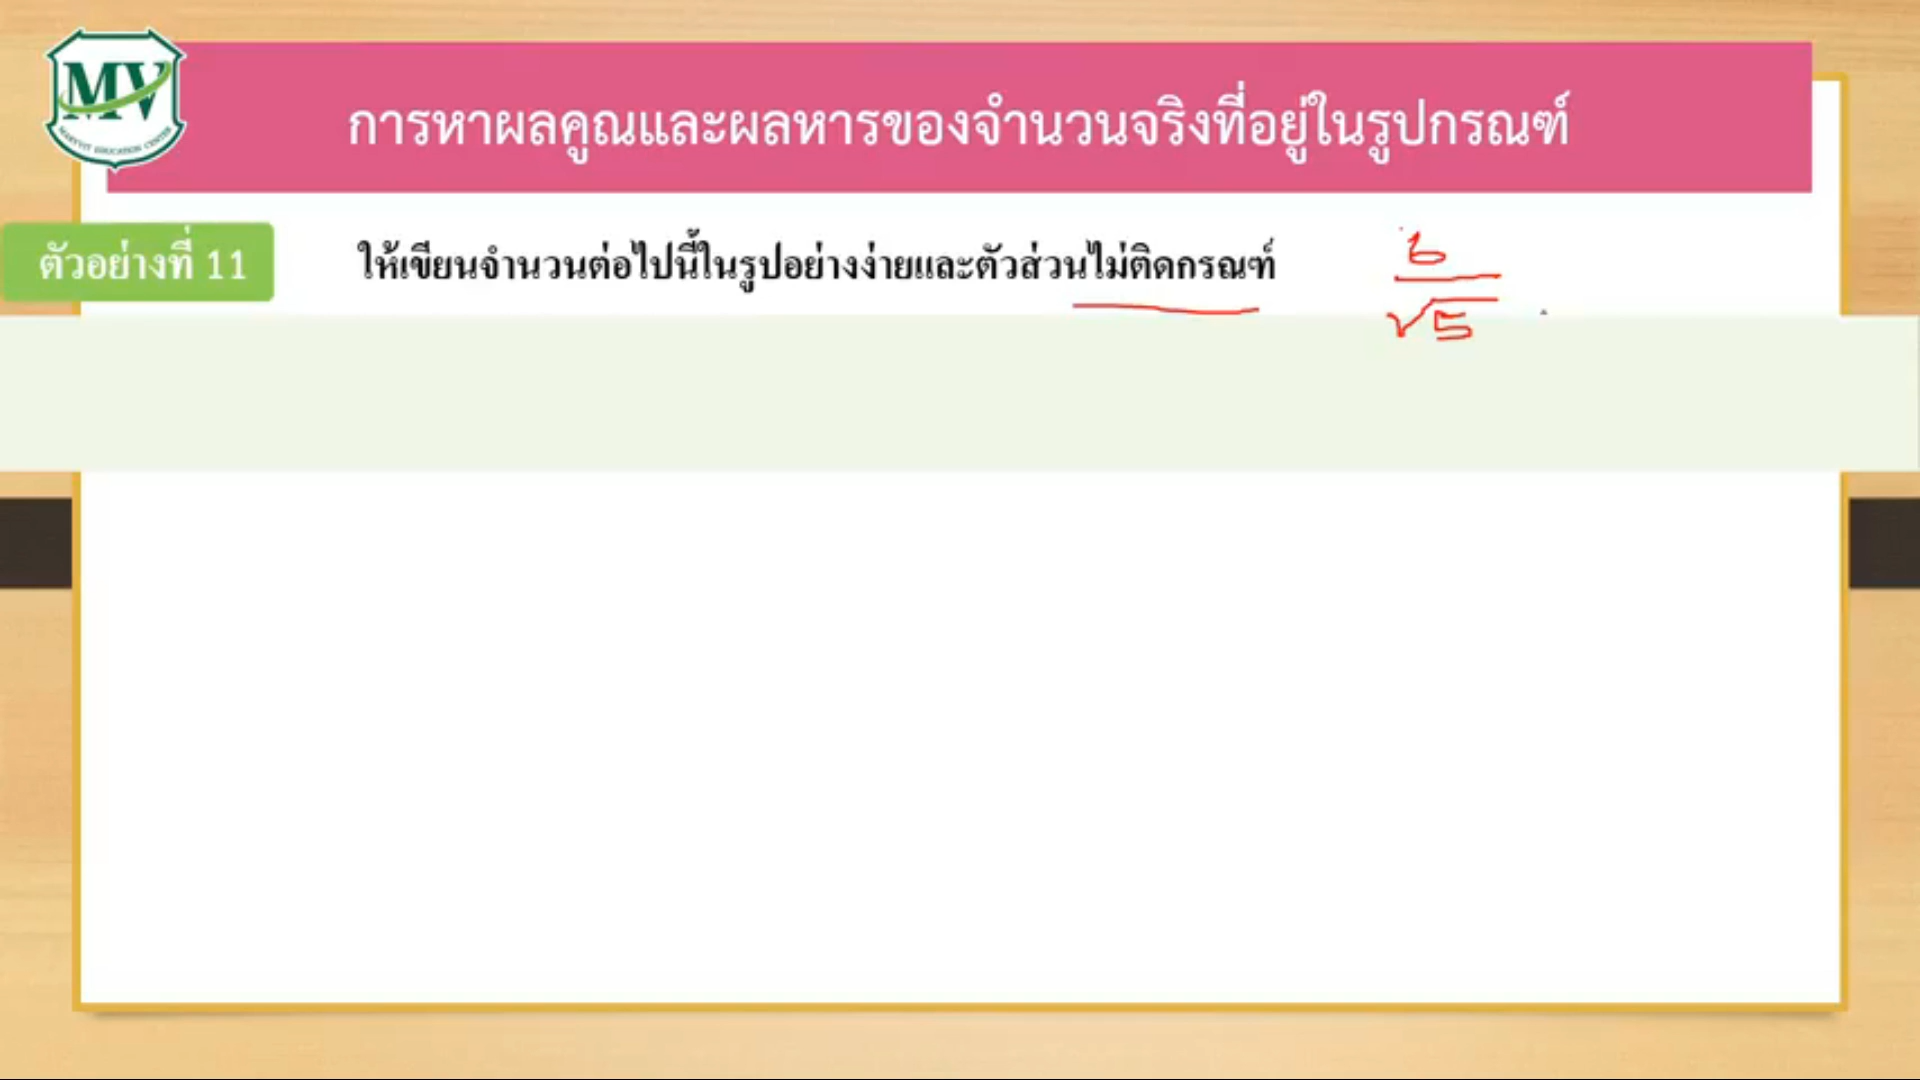 MV
MARYVIT EDUCATION CENTER
การหาผลคูณและผลหารของจำนวนจริงที่อยู่ในรูปกรณฑ์
ตัวอย่างที่ 11
ให้เขียนจำนวนต่อไปนี้ในรูปอย่างง่ายและตัวส่วนไม่ติดกรณฑ์
6
√5